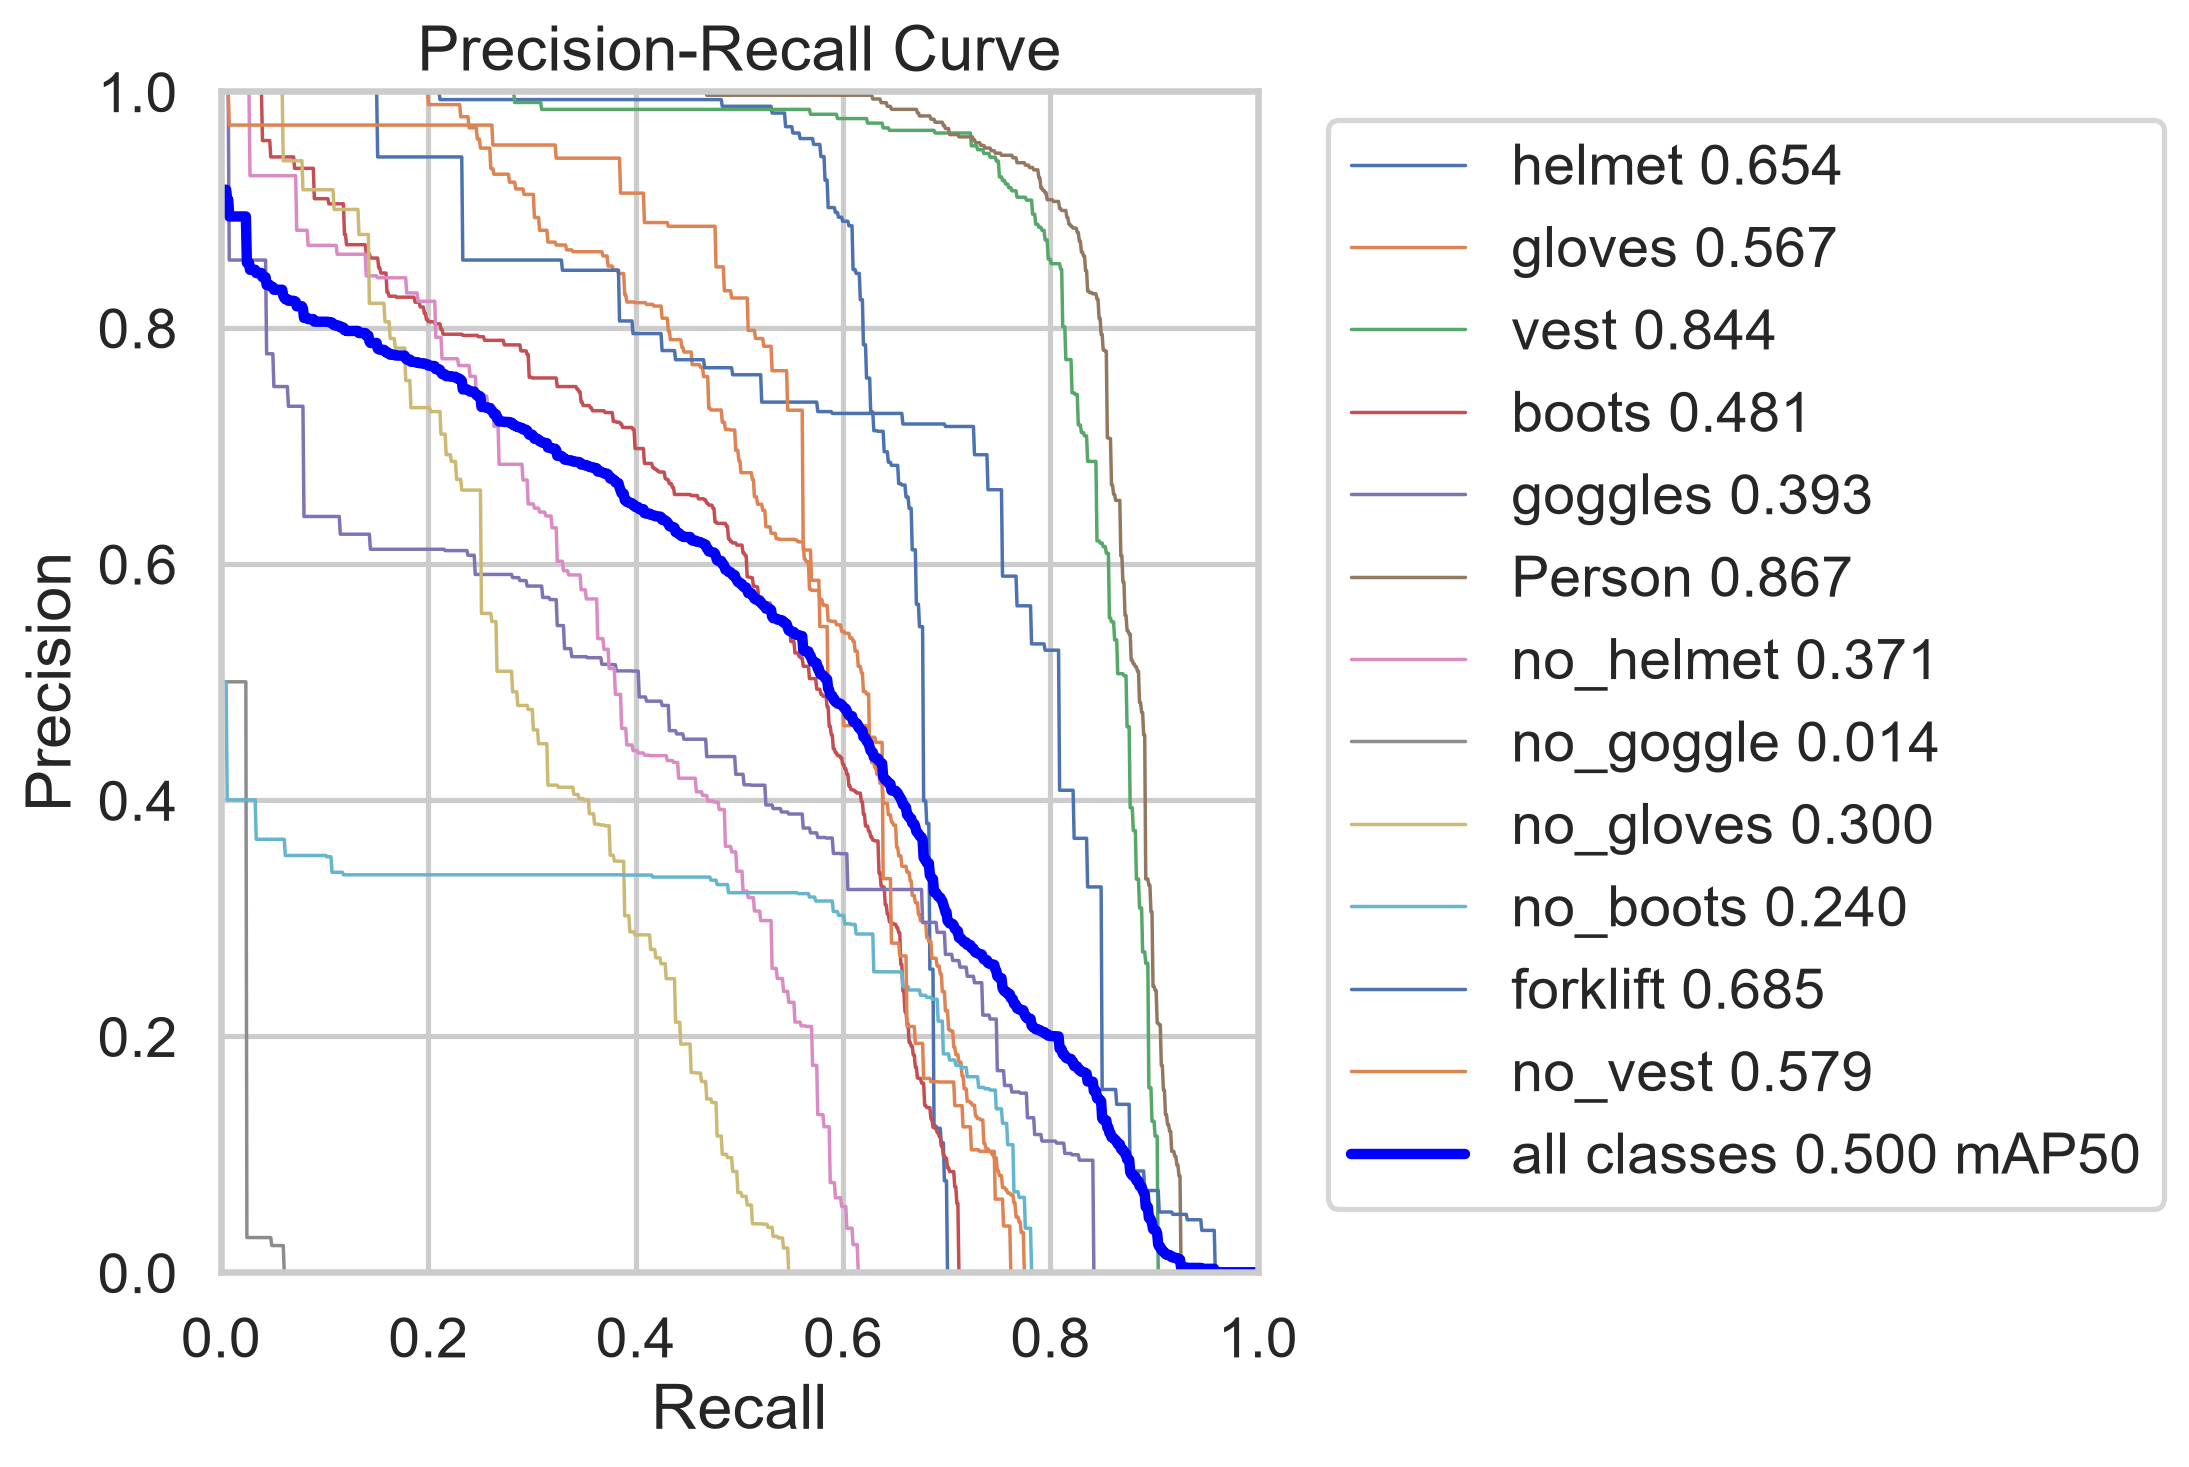 Precision-Recall Curve
1.0
0.8
0.6
0.4
0.2
0.0
Precision
0.0 0.2 0.4 0.6 0.8 1.0
Recall
helmet 0.654
gloves 0.567
vest 0.844
boots 0.481
goggles 0.393
Person 0.867
no_helmet 0.371
no_goggle 0.014
no_gloves 0.300
no_boots 0.240
forklift 0.685
no_vest 0.579
all classes 0.500 mAP50